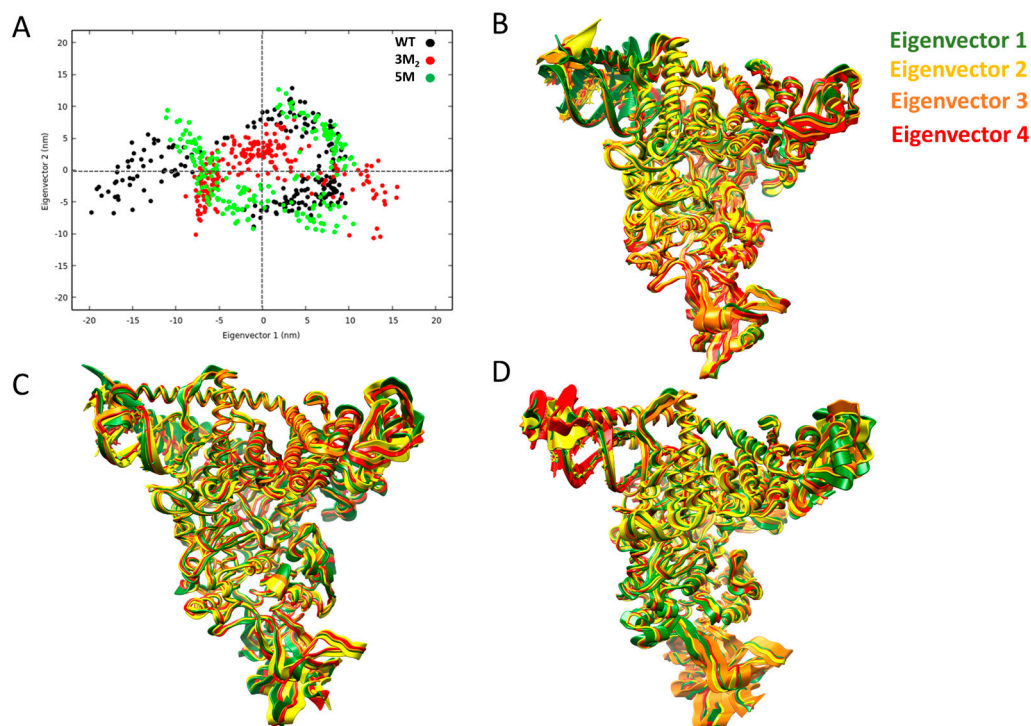 A
WT
3M₂
5M
Eigenvector 2 (nm)
20
15
10
5
0
-5
-10
-15
-20
-20 -15 -10 -5 0 5 10 15 20
Eigenvector 1 (nm)
B
Eigenvector 1
Eigenvector 2
Eigenvector 3
Eigenvector 4
C
D